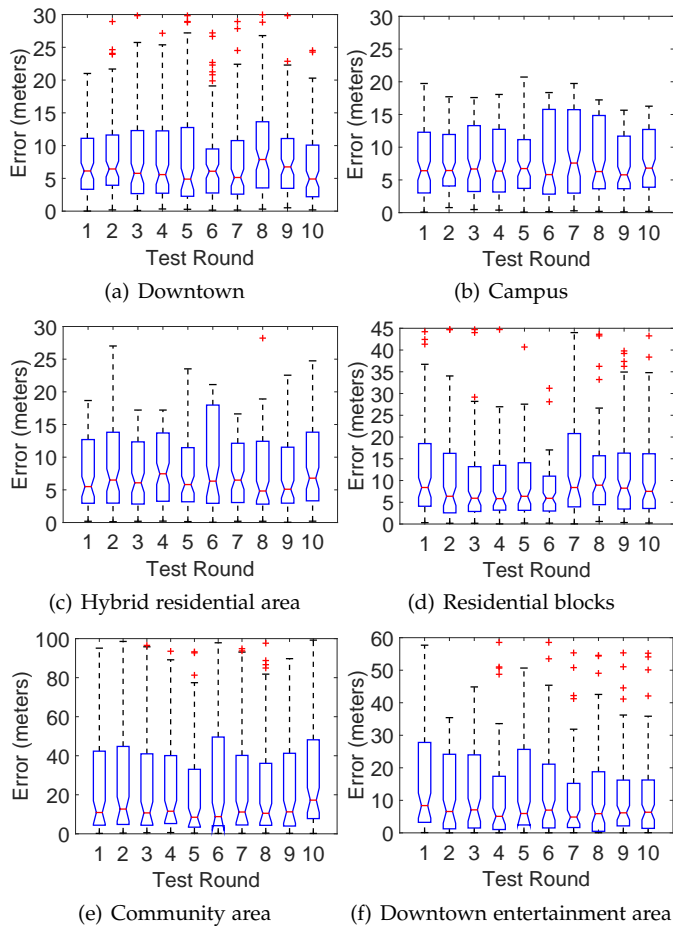 30
25
20
15
10
5
0
Error (meters)
1 2 3 4 5 6 7 8 9 10
Test Round
(a) Downtown
30
25
20
15
10
5
0
Error (meters)
1 2 3 4 5 6 7 8 9 10
Test Round
(b) Campus
30
25
20
15
10
5
0
Error (meters)
1 2 3 4 5 6 7 8 9 10
Test Round
(c) Hybrid residential area
45
40
35
30
25
20
15
10
5
0
Error (meters)
1 2 3 4 5 6 7 8 9 10
Test Round
(d) Residential blocks
100
80
60
40
20
0
Error (meters)
1 2 3 4 5 6 7 8 9 10
Test Round
(e) Community area
60
50
40
30
20
10
0
Error (meters)
1 2 3 4 5 6 7 8 9 10
Test Round
(f) Downtown entertainment area